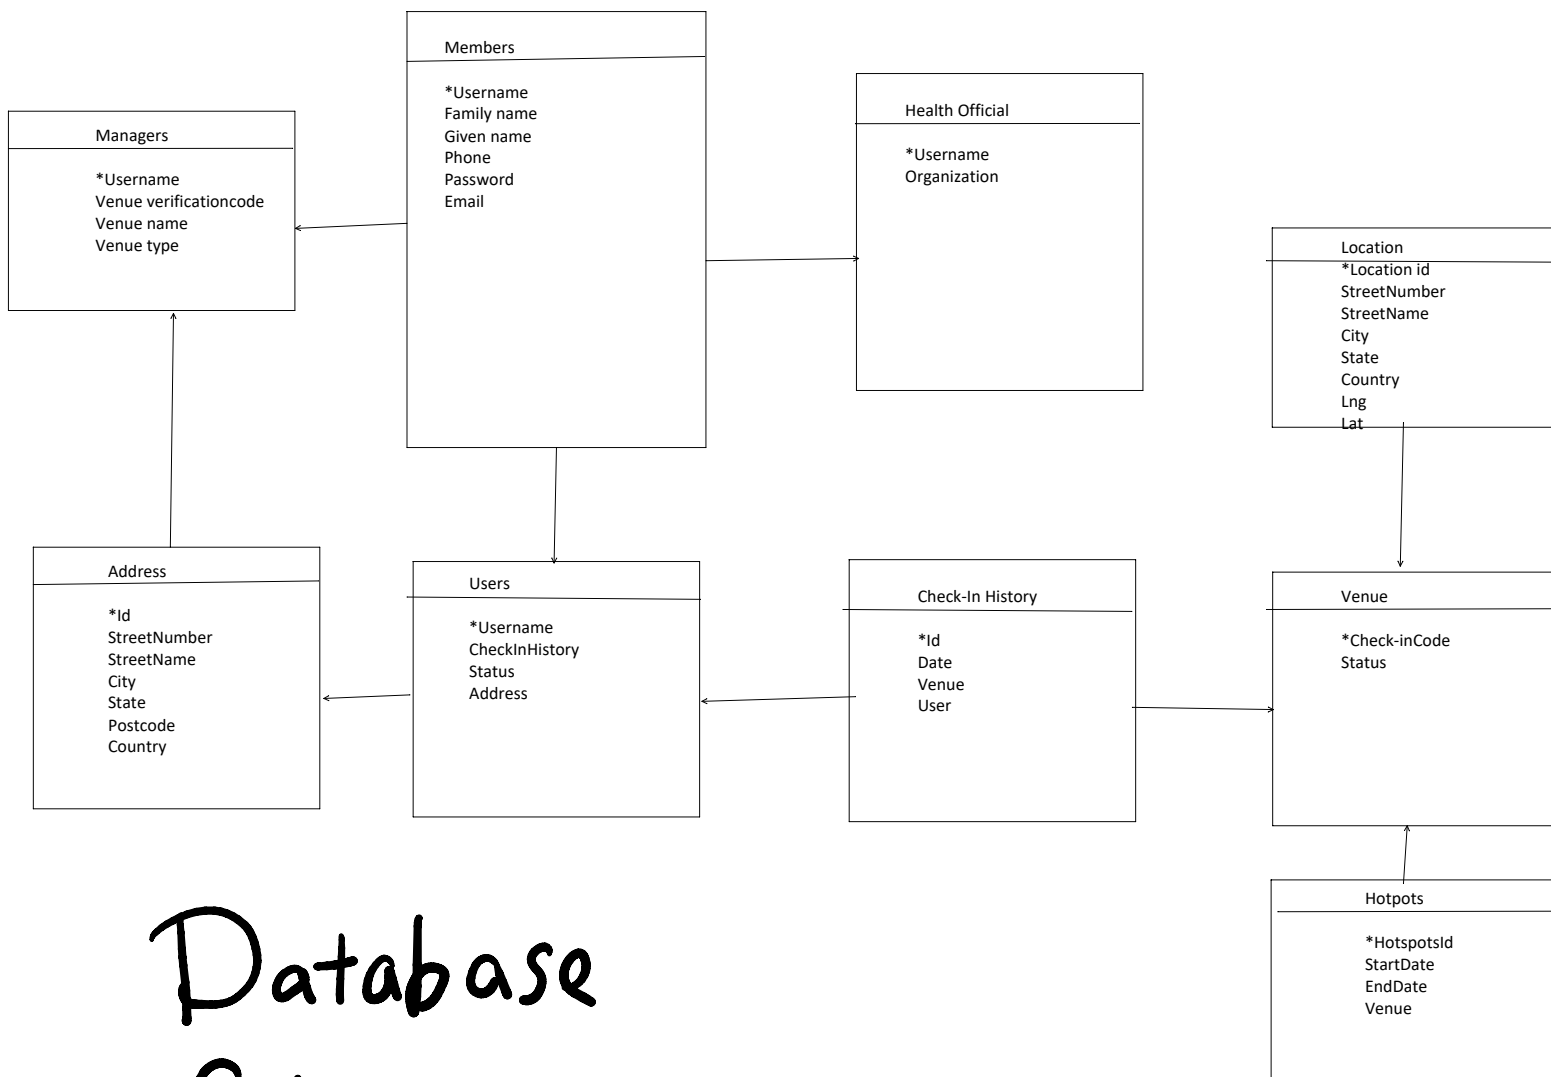 Members
*Username
Family name
Given name
Phone
Password
Email
Health Official
*Username
Organization
Managers
*Username
Venue verificationcode
Venue name
Venue type
Location
*Location id
StreetNumber
StreetName
City
State
Country
Lng
Lat
Address
*Id
StreetNumber
StreetName
City
State
Postcode
Country
Users
*Username
CheckInHistory
Status
Address
Check-In History
*Id
Date
Venue
User
Venue
*Check-inCode
Status
Hotpots
*HotspotsId
StartDate
EndDate
Venue
Database